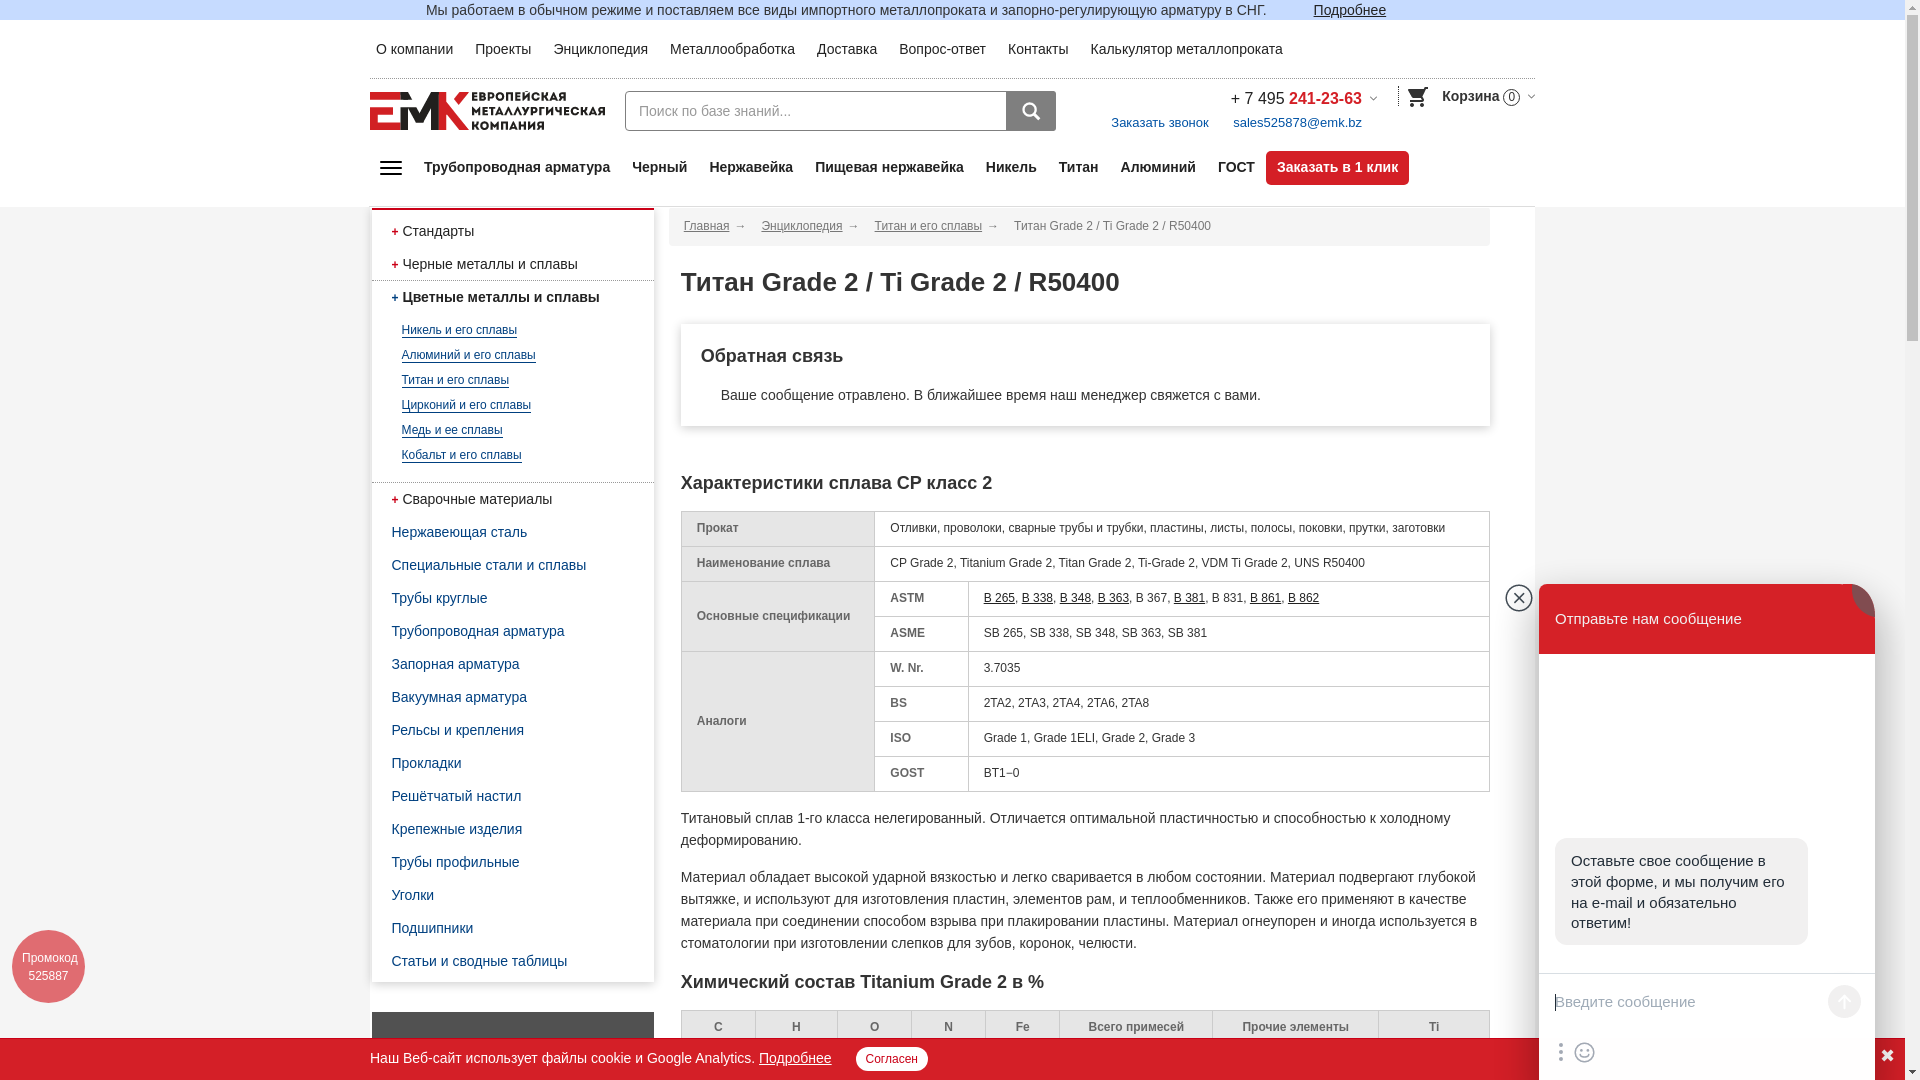 Мы работаем в обычном режиме и поставляем все виды импортного металлопроката и запорно-регулирующую арматуру в СНГ. Подробнее
О компании Проекты Энциклопедия Металлообработка Доставка Вопрос-ответ Контакты Калькулятор металлопроката
ЕМК ЕВРОПЕЙСКАЯ
МЕТАЛЛУРГИЧЕСКАЯ
КОМПАНИЯ
Поиск по базе знаний...
+ 7 495 241-23-63
Заказать звонок sales525878@emk.bz
Корзина 0
Трубопроводная арматура Черный Нержавейка Пищевая нержавейка Никель Титан Алюминий ГОСТ Заказать в 1 клик
+ Стандарты
+ Черные металлы и сплавы
+ Цветные металлы и сплавы
Никель и его сплавы
Алюминий и его сплавы
Титан и его сплавы
Цирконий и его сплавы
Медь и ее сплавы
Кобальт и его сплавы
+ Сварочные материалы
Нержавеющая сталь
Специальные стали и сплавы
Трубы круглые
Трубопроводная арматура
Запорная арматура
Вакуумная арматура
Рельсы и крепления
Прокладки
Решётчатый настил
Крепежные изделия
Трубы профильные
Уголки
Подшипники
Статьи и сводные таблицы
Главная → Энциклопедия → Титан и его сплавы → Титан Grade 2 / Ti Grade 2 / R50400
Титан Grade 2 / Ti Grade 2 / R50400
Обратная связь
Ваше сообщение отравлено. В ближайшее время наш менеджер свяжется с вами.
Характеристики сплава СР класс 2
Прокат Отливки, проволоки, сварные трубы и трубки, пластины, листы, полосы, поковки, прутки, заготовки
Наименование сплава CP Grade 2, Titanium Grade 2, Titan Grade 2, Ti-Grade 2, VDM Ti Grade 2, UNS R50400
Основные спецификации
ASTM B 265, B 338, B 348, B 363, B 367, B 381, B 831, B 861, B 862
ASME SB 265, SB 338, SB 348, SB 363, SB 381
Аналоги
W. Nr. 3.7035
BS 2TA2, 2TA3, 2TA4, 2TA6, 2TA8
ISO Grade 1, Grade 1ELI, Grade 2, Grade 3
GOST ВТ1−0
Титановый сплав 1-го класса нелегированный. Отличается оптимальной пластичностью и способностью к холодному
деформированию.
Материал обладает высокой ударной вязкостью и легко сваривается в любом состоянии. Материал подвергают глубокой
вытяжке, и используют для изготовления пластин, элементов рам, и теплообменников. Также его применяют в качестве
материала при соединении способом взрыва при плакировании пластины. Материал огнеупорен и иногда используется в
стоматологии при изготовлении слепков для зубов, коронок, челюсти.
Химический состав Titanium Grade 2 в %
C H O N Fe Всего примесей Прочие элементы Ti
Отправьте нам сообщение
Оставьте свое сообщение в
этой форме, и мы получим его
на e-mail и обязательно
ответим!
Введите сообщение
Промокод
525887
Наш Веб-сайт использует файлы cookie и Google Analytics. Подробнее Согласен